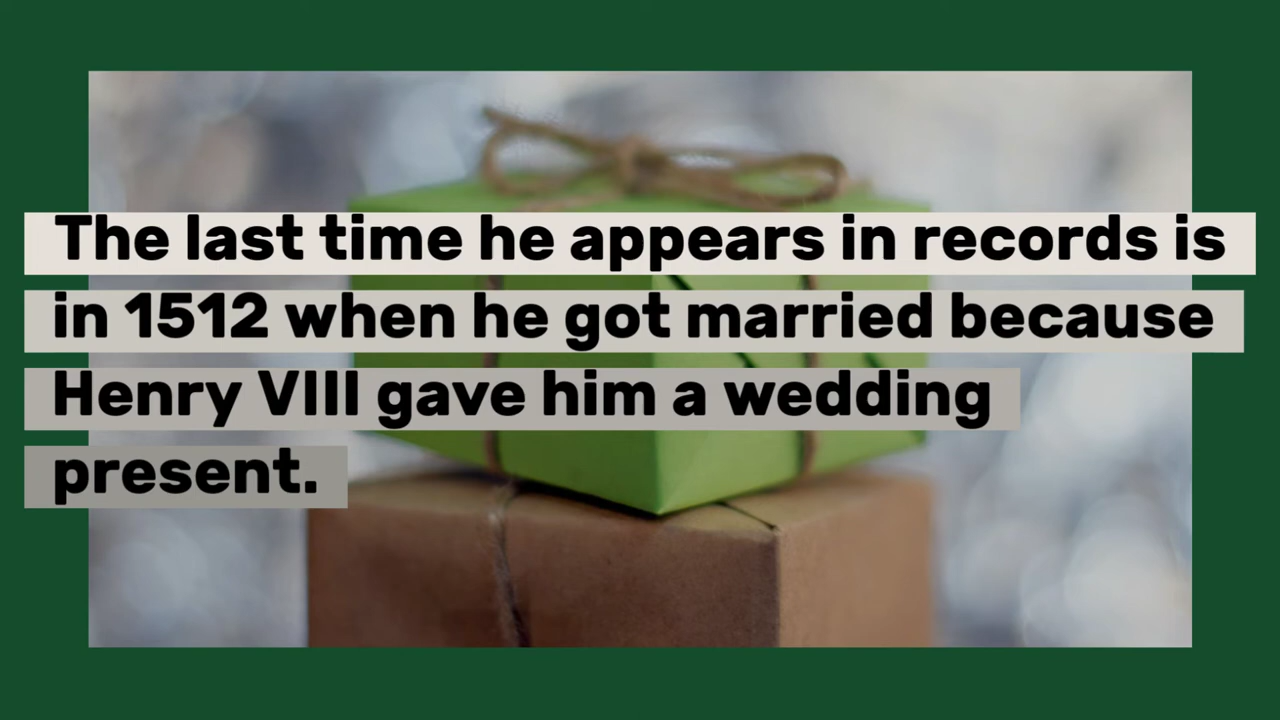 The last time he appears in records is
in 1512 when he got married because
Henry VIII gave him a wedding
present.